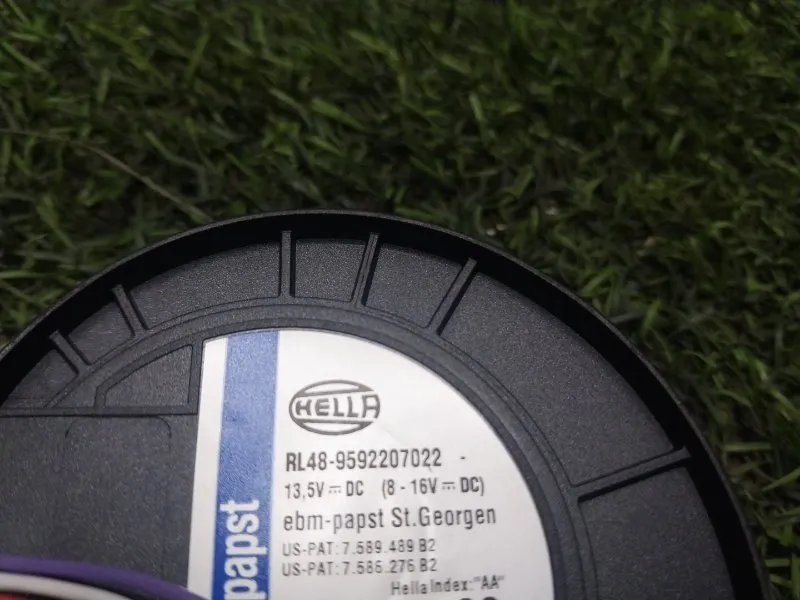 HELLA
RL48-9592207022 -
13,5V⎓DC (8 - 16V⎓DC)
ebm-papst St.Georgen
US-PAT: 7.589.489 B2
US-PAT: 7.586.276 B2
Hella Index: "AA"
papst